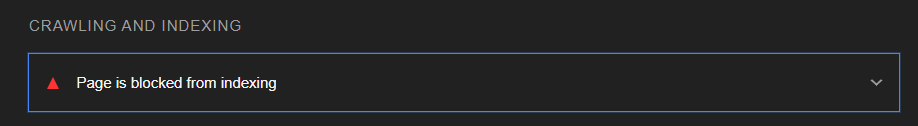 CRAWLING AND INDEXING
Page is blocked from indexing